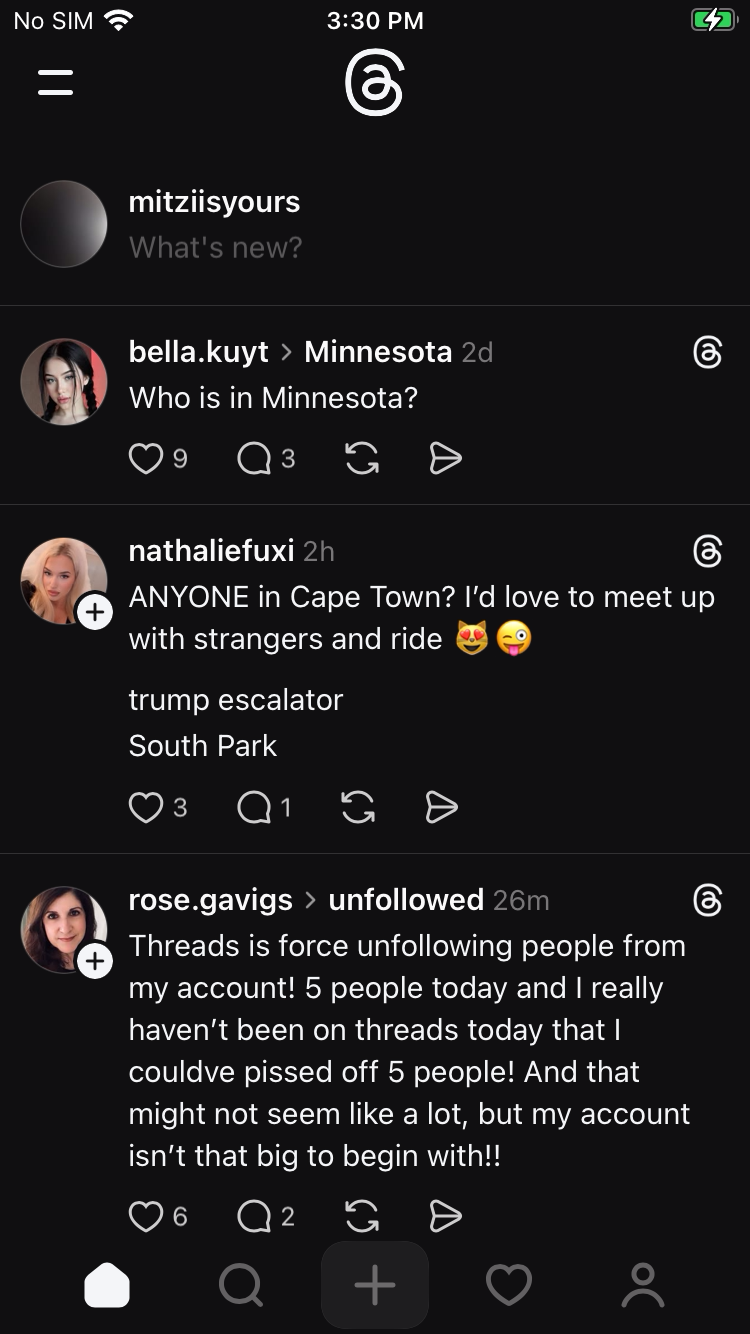 No SIM 3:30 PM
mitziisyours
What's new?
bella.kuyt > Minnesota 2d
Who is in Minnesota?
9 3
nathaliefuxi 2h
ANYONE in Cape Town? I’d love to meet up
with strangers and ride 😻😜
trump escalator
South Park
3 1
rose.gavigs > unfollowed 26m
Threads is force unfollowing people from
my account! 5 people today and I really
haven’t been on threads today that I
couldve pissed off 5 people! And that
might not seem like a lot, but my account
isn’t that big to begin with!!
6 2